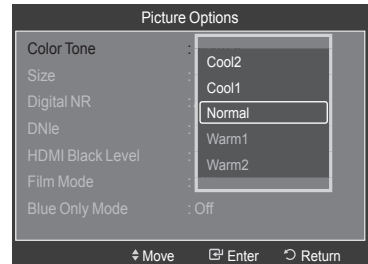 Picture Options
Color Tone :
Cool2
Size :
Cool1
Digital NR :
Normal
DNIe :
Warm1
HDMI Black Level :
Warm2
Film Mode :
Blue Only Mode : Off
Move Enter Return